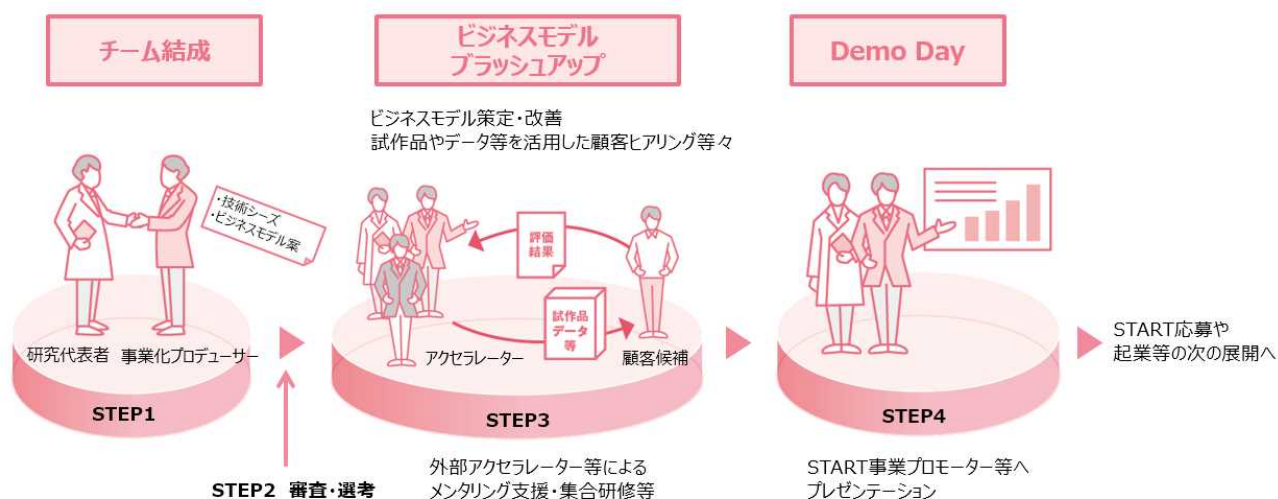 チーム結成
ビジネスモデル
ブラッシュアップ
Demo Day
ビジネスモデル策定・改善
試作品やデータ等を活用した顧客ヒアリング等々
・技術シーズ
・ビジネスモデル案
評価
結果
試作品
データ
等
研究代表者 事業化プロデューサー
アクセラレーター
顧客候補
START応募や
起業等の次の展開へ
STEP1
STEP3
STEP4
STEP2 審査・選考
外部アクセラレーター等による
メンタリング支援・集合研修等
START事業プロモーター等へ
プレゼンテーション